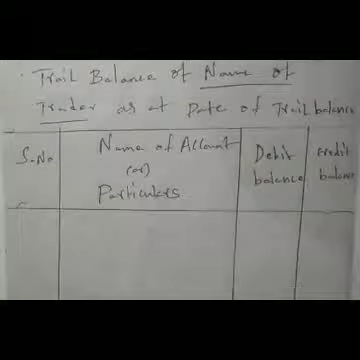 Trail Balance of Name of
Trader as at Date of Trail balance
S.No
Name of Account
(or)
Particulars
Debit
balance
credit
balance